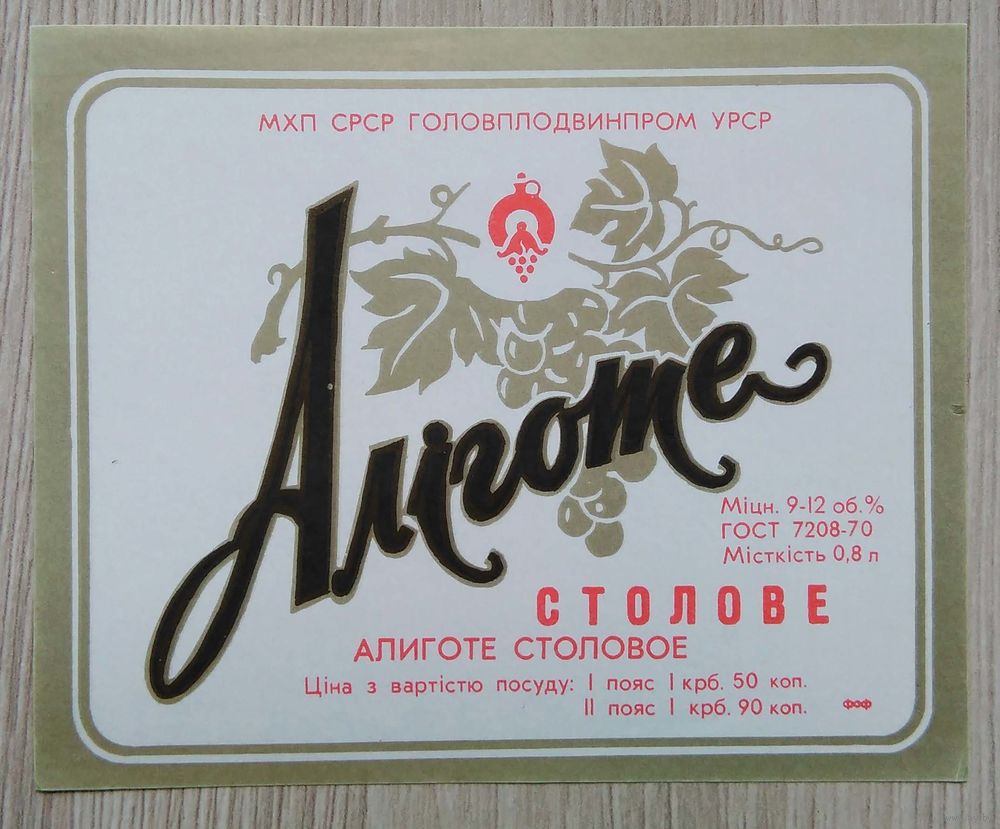 МХП СРСР ГОЛОВПЛОДВИНПРОМ УРСР
Аліготе
Міцн. 9-12 об.%
ГОСТ 7208-70
Місткість 0,8 л
СТОЛОВЕ
АЛИГОТЕ СТОЛОВОЕ
Ціна з вартістю посуду: I пояс 1 крб. 50 коп.
II пояс 1 крб. 90 коп.
ФОФ